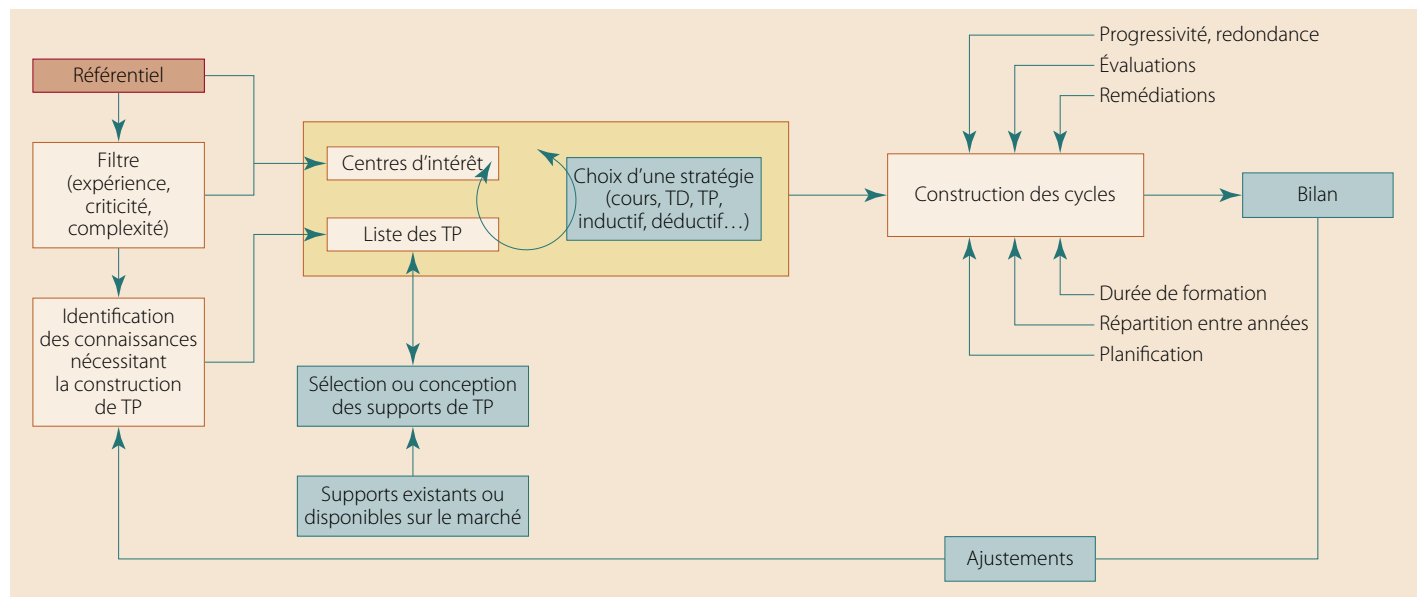 Référentiel
Filtre
(expérience,
criticité,
complexité)
Identification
des connaissances
nécessitant
la construction
de TP
Centres d'intérêt
Liste des TP
Choix d'une stratégie
(cours, TD, TP,
inductif, déductif…)
Sélection ou conception
des supports de TP
Supports existants ou
disponibles sur le marché
Progressivité, redondance
Évaluations
Remédiations
Construction des cycles
Durée de formation
Répartition entre années
Planification
Bilan
Ajustements